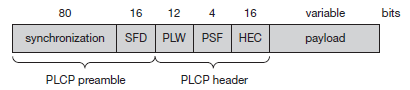 80 16 12 4 16 variable bits
synchronization SFD PLW PSF HEC payload
PLCP preamble PLCP header